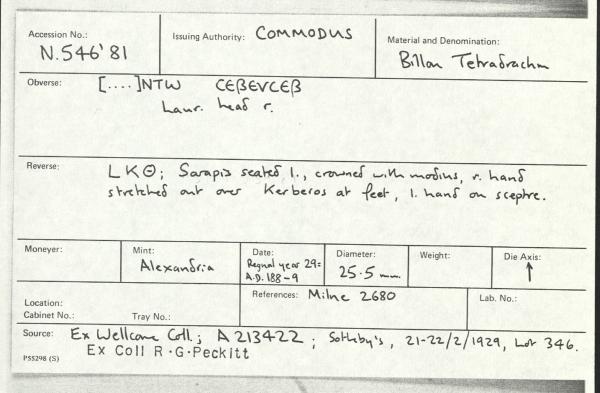 Accession No.: Issuing Authority: COMMODUS Material and Denomination:
N.546'81 Billon Tetradrachm
Obverse: [....]NTW CEβEVCEβ
Laur. head r.
Reverse: LKΘ; Sarapis seated l., crowned with modius, r. hand
stretched out over Kerberos at feet, l. hand on sceptre.
Moneyer: Mint: Date: Diameter: Weight: Die Axis:
Alexandria Regnal year 29= 25.5 mm. ↑
A.D. 188-9
Location: References: Milne 2680 Lab. No.:
Cabinet No.: Tray No.:
Source: Ex Wellcome Coll.; A213422; Sotheby's, 21-22/2/1929, Lot 346.
PS5298 (S) Ex Coll R.G.Peckitt